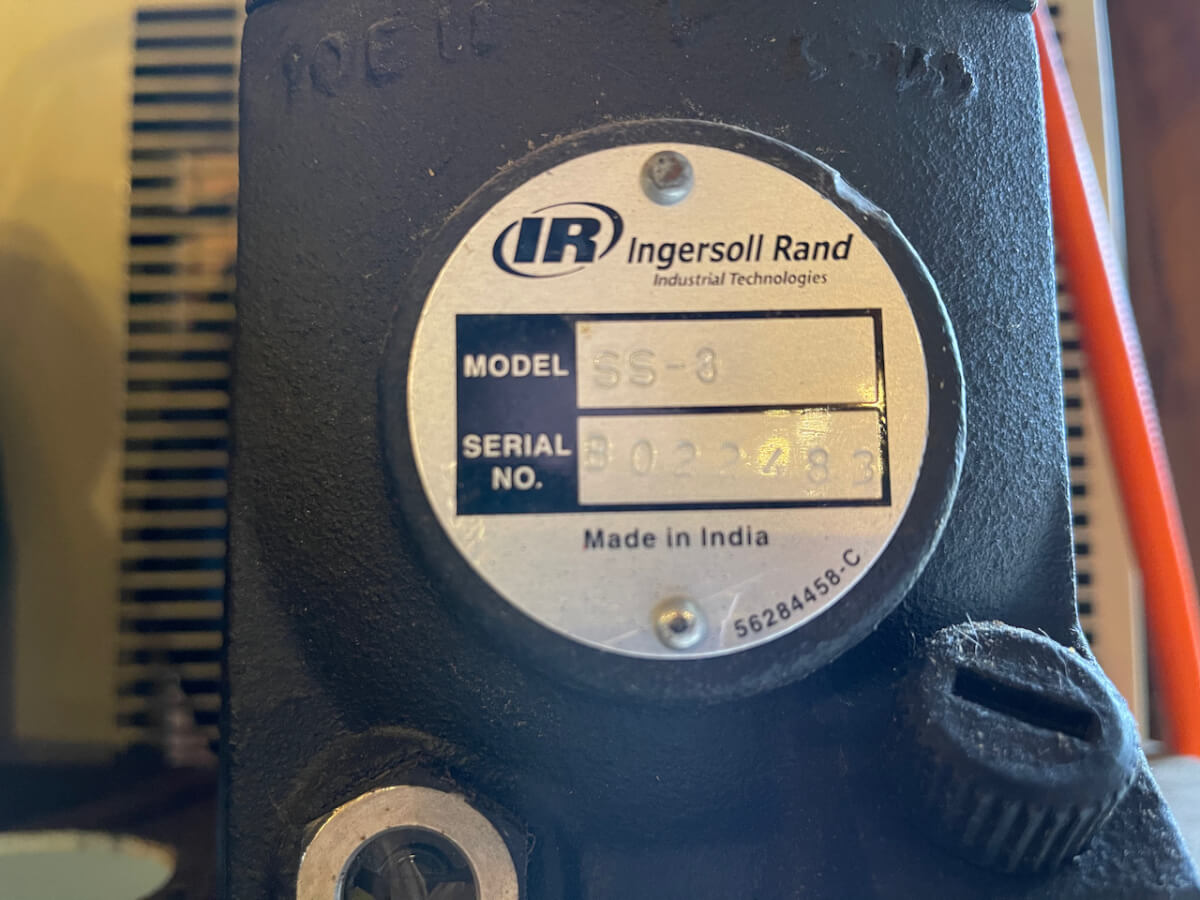 IR Ingersoll Rand
Industrial Technologies
MODEL SS-3
SERIAL NO. 3022483
Made in India
56284458-C